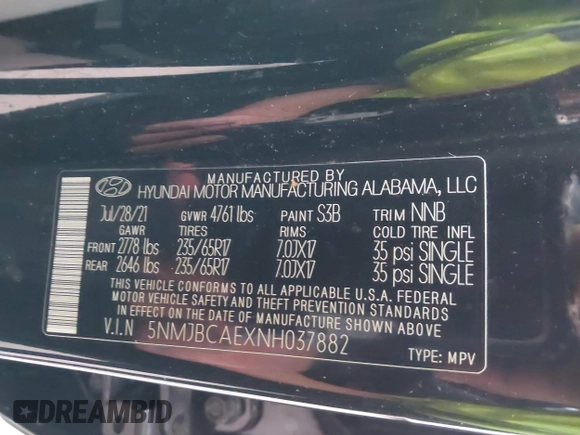 MANUFACTURED BY
HYUNDAI MOTOR MANUFACTURING ALABAMA, LLC
Jul/28/21 GVWR 4761 lbs PAINT S3B TRIM NNB
GAWR TIRES RIMS COLD TIRE INFL
FRONT 2778 lbs 235/65R17 7.0JX17 35 psi SINGLE
REAR 2646 lbs 235/65R17 7.0JX17 35 psi SINGLE
THIS VEHICLE CONFORMS TO ALL APPLICABLE U.S.A. FEDERAL
MOTOR VEHICLE SAFETY AND THEFT PREVENTION STANDARDS
IN EFFECT ON THE DATE OF MANUFACTURE SHOWN ABOVE.
V.I.N 5NMJBCAEXNH037882
TYPE: MPV
DREAMBID